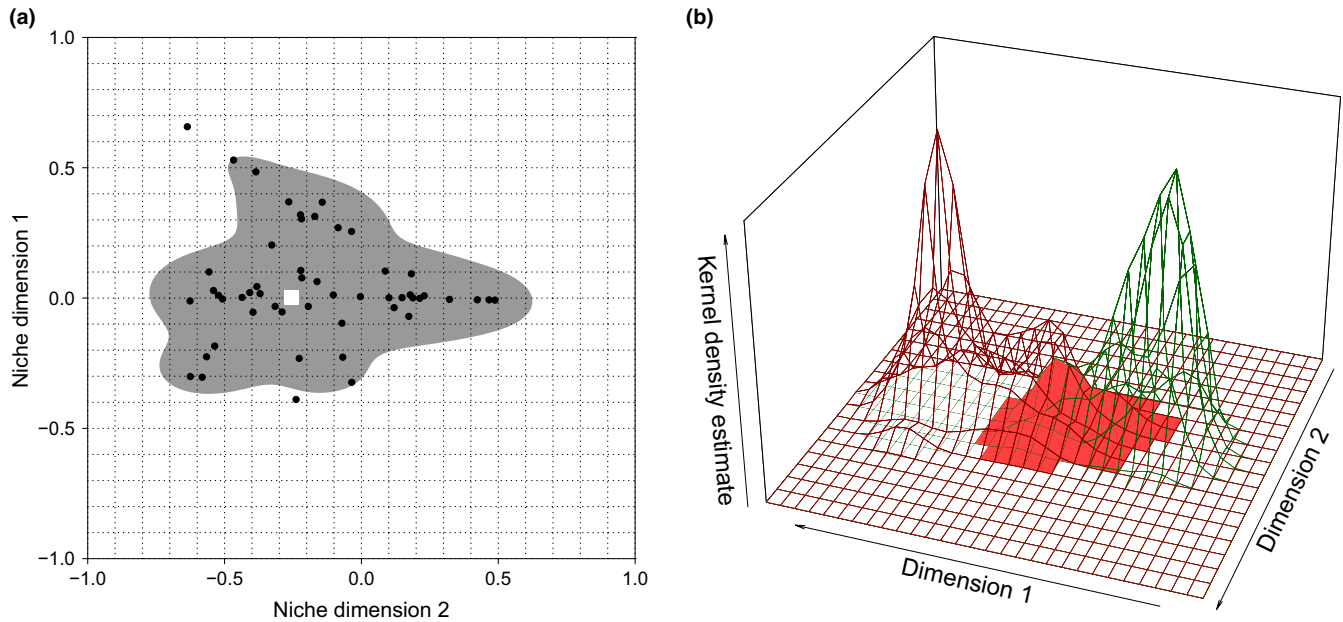 (a)
1.0
0.5
0.0
−0.5
−1.0
−1.0
−0.5
0.0
0.5
1.0
Niche dimension 1
Niche dimension 2
(b)
Kernel density estimate
Dimension 1
Dimension 2